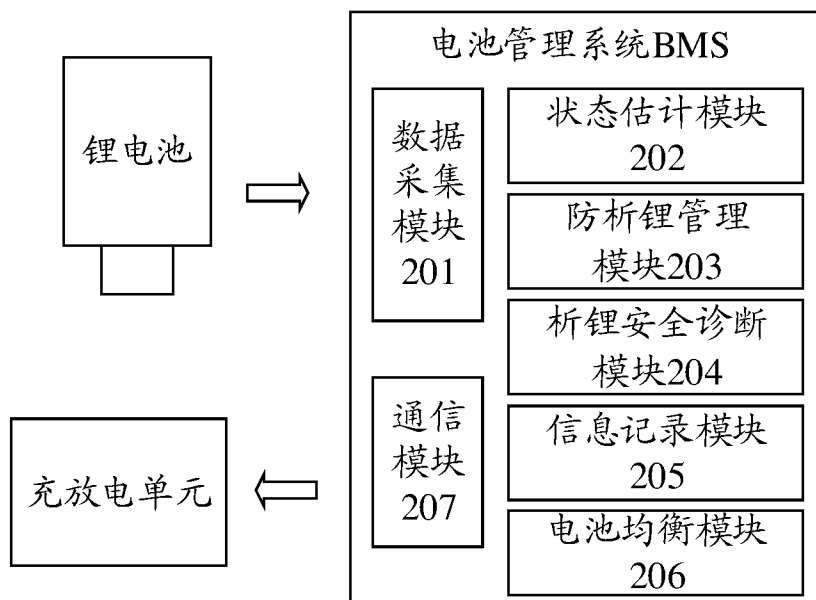 电池管理系统BMS
锂电池
数据
采集
模块
201
状态估计模块
202
防析锂管理
模块203
析锂安全诊断
模块204
通信
模块
207
信息记录模块
205
电池均衡模块
206
充放电单元